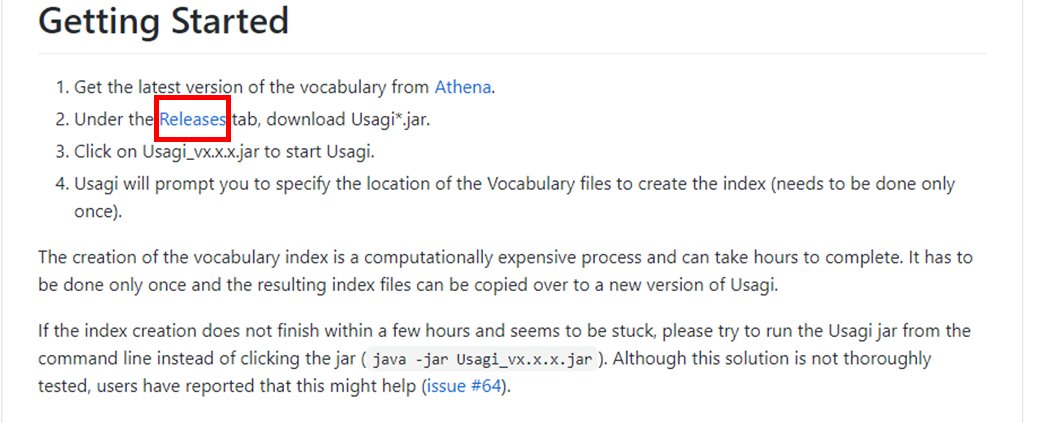 Getting Started
1. Get the latest version of the vocabulary from Athena.
2. Under the Releases tab, download Usagi*.jar.
3. Click on Usagi_vx.x.x.jar to start Usagi.
4. Usagi will prompt you to specify the location of the Vocabulary files to create the index (needs to be done only
once).
The creation of the vocabulary index is a computationally expensive process and can take hours to complete. It has to
be done only once and the resulting index files can be copied over to a new version of Usagi.
If the index creation does not finish within a few hours and seems to be stuck, please try to run the Usagi jar from the
command line instead of clicking the jar ( java -jar Usagi_vx.x.x.jar ). Although this solution is not thoroughly
tested, users have reported that this might help (issue #64).